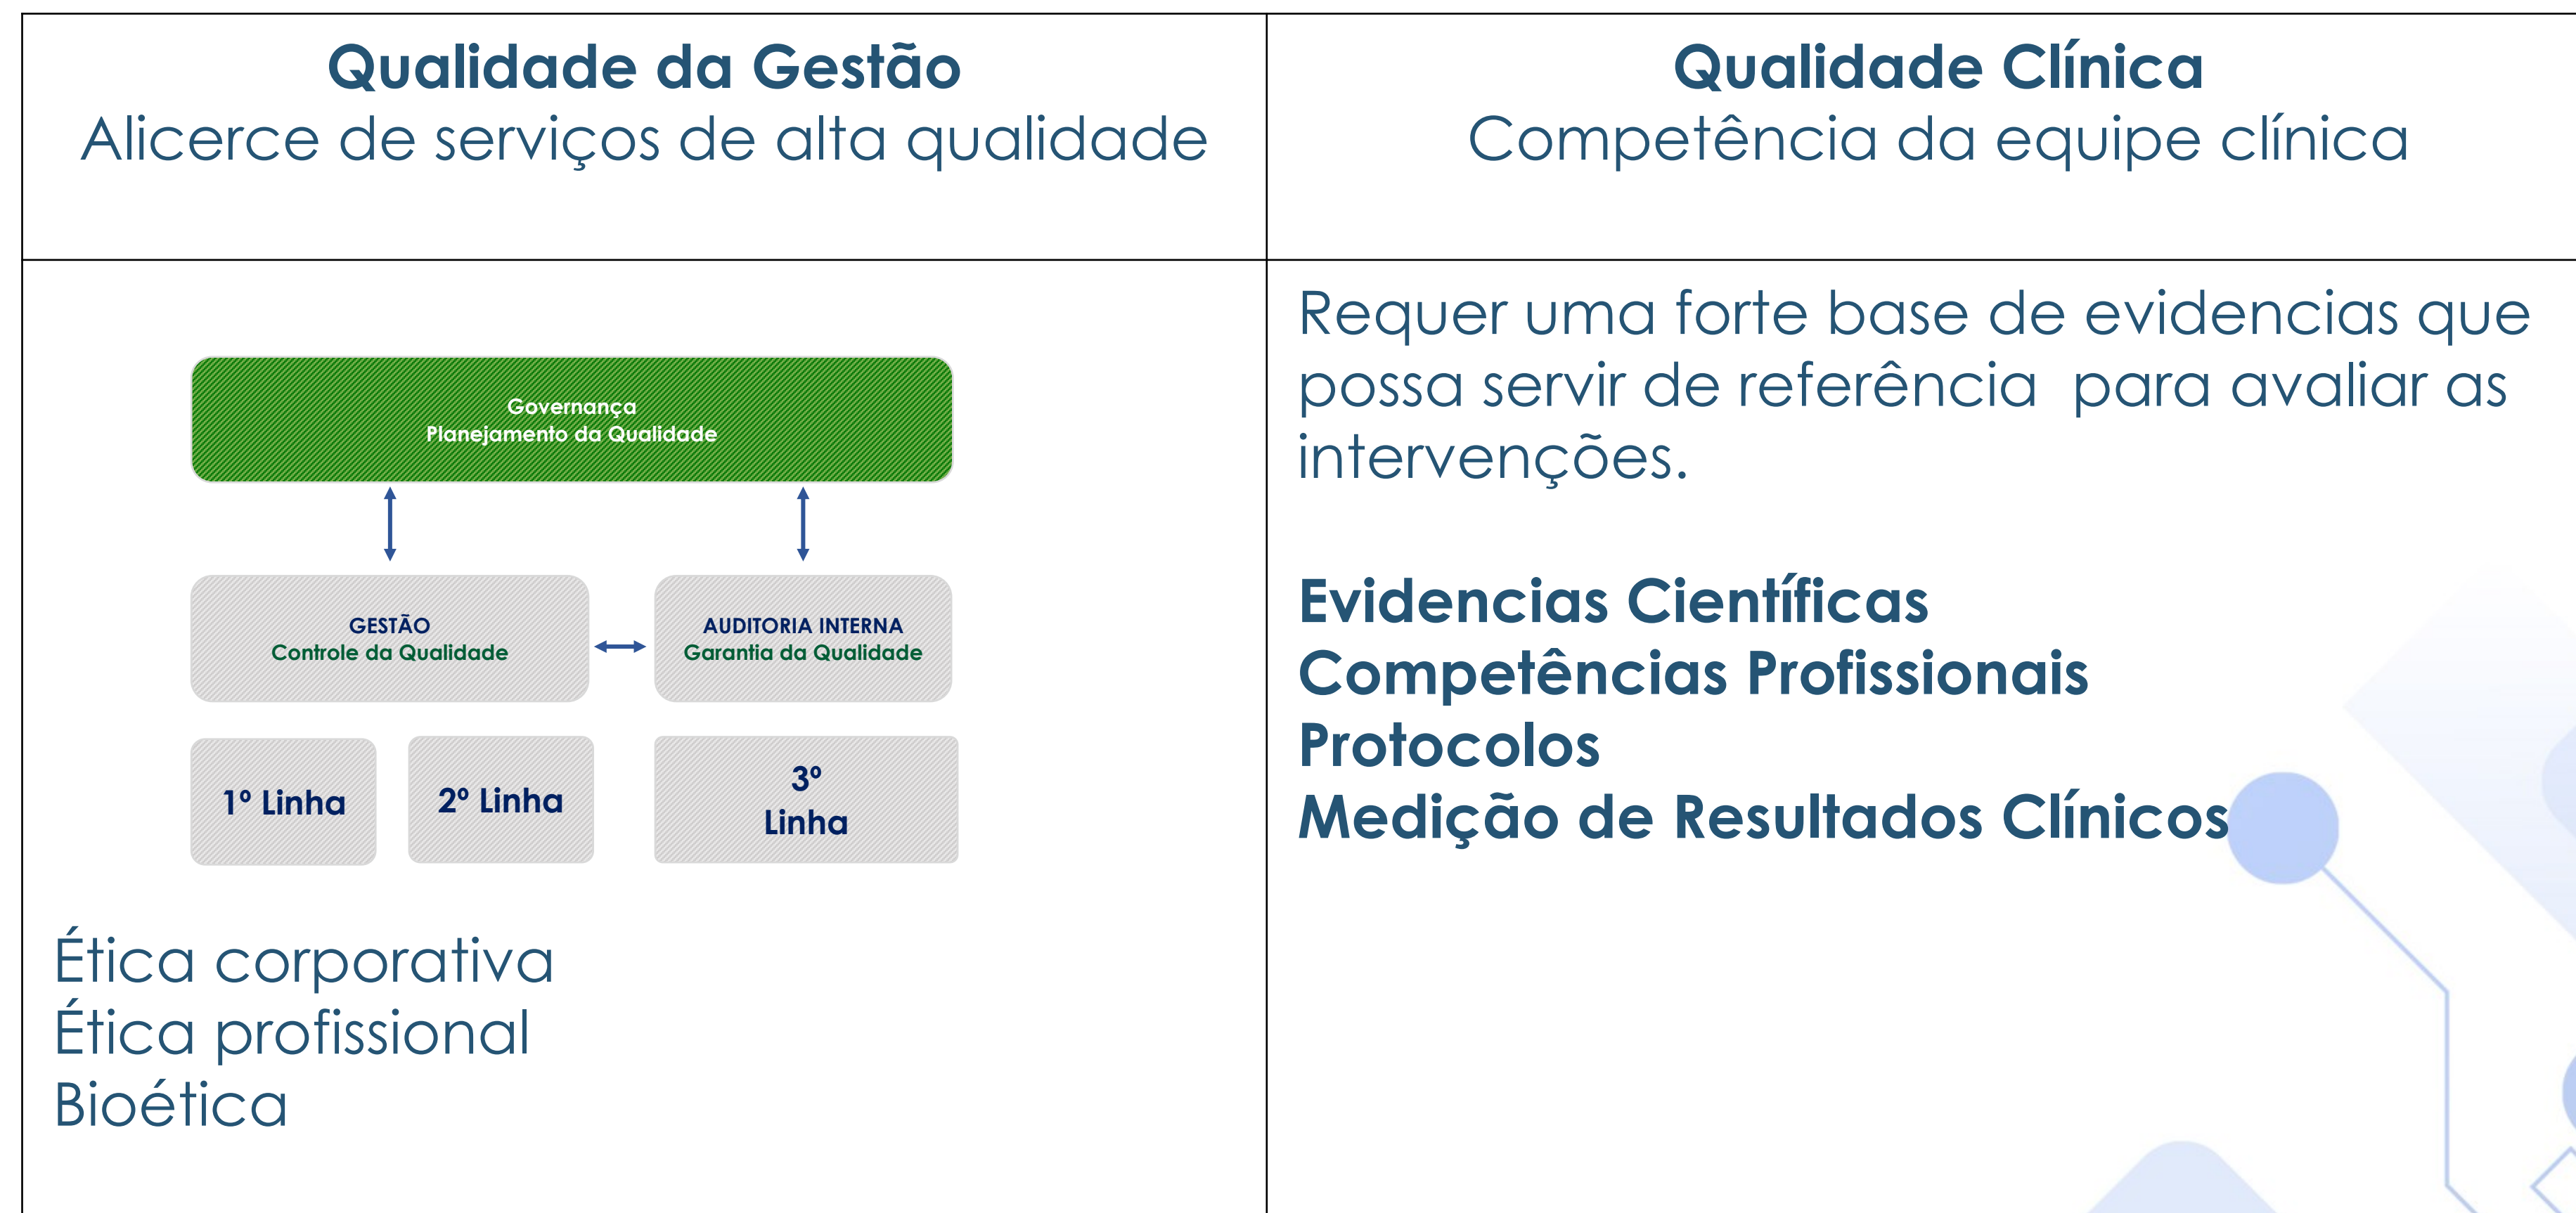 Qualidade da Gestão
Alicerce de serviços de alta qualidade
Qualidade Clínica
Competência da equipe clínica
Governança
Planejamento da Qualidade
GESTÃO
Controle da Qualidade
AUDITORIA INTERNA
Garantia da Qualidade
1º Linha
2º Linha
3º
Linha
Ética corporativa
Ética profissional
Bioética
Requer uma forte base de evidencias que
possa servir de referência  para avaliar as
intervenções.
Evidencias Científicas
Competências Profissionais
Protocolos
Medição de Resultados Clínicos